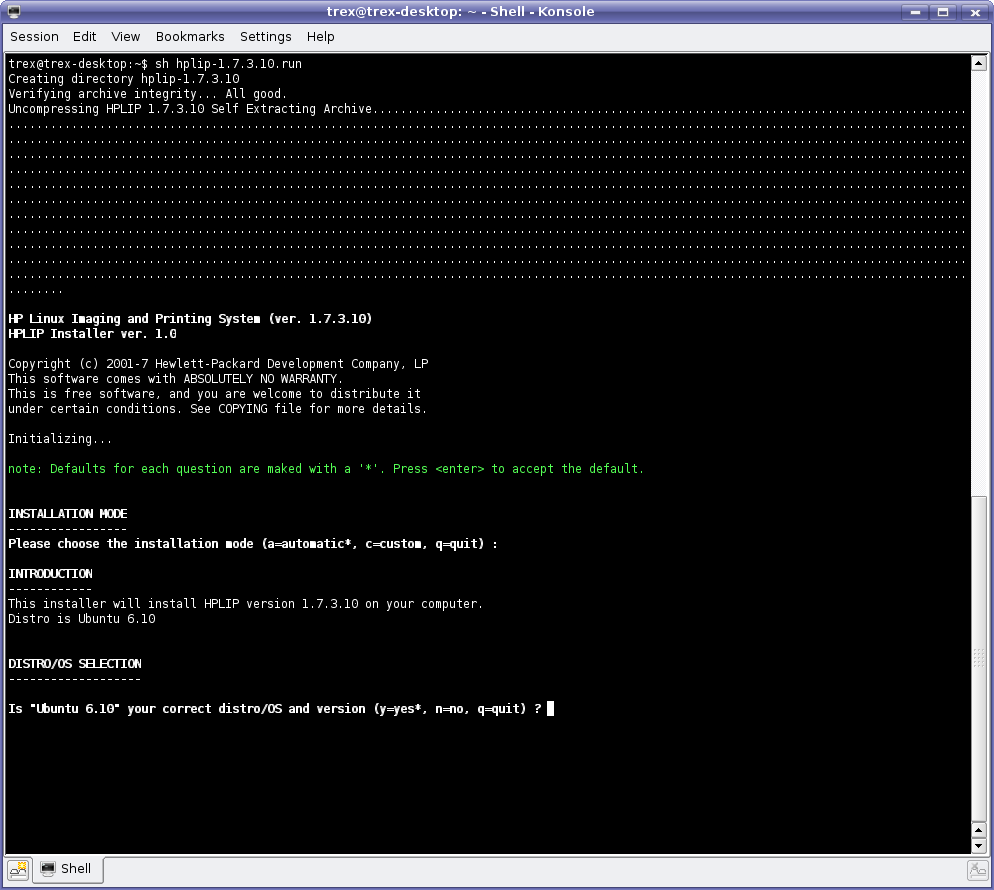 trex@trex-desktop: ~ - Shell - Konsole
Session Edit View Bookmarks Settings Help
trex@trex-desktop:~$ sh hplip-1.7.3.10.run
Creating directory hplip-1.7.3.10
Verifying archive integrity... All good.
Uncompressing HPLIP 1.7.3.10 Self Extracting Archive.....................................................................................
.........................................................................................................................................
.........................................................................................................................................
.........................................................................................................................................
.........................................................................................................................................
.........................................................................................................................................
.........................................................................................................................................
.........................................................................................................................................
.........................................................................................................................................
.........................................................................................................................................
.........................................................................................................................................
.........................................................................................................................................
........
HP Linux Imaging and Printing System (ver. 1.7.3.10)
HPLIP Installer ver. 1.0
Copyright (c) 2001-7 Hewlett-Packard Development Company, LP
This software comes with ABSOLUTELY NO WARRANTY.
This is free software, and you are welcome to distribute it
under certain conditions. See COPYING file for more details.
Initializing...
note: Defaults for each question are maked with a '*'. Press <enter> to accept the default.
INSTALLATION MODE
-----------------
Please choose the installation mode (a=automatic*, c=custom, q=quit) :
INTRODUCTION
------------
This installer will install HPLIP version 1.7.3.10 on your computer.
Distro is Ubuntu 6.10
DISTRO/OS SELECTION
-------------------
Is "Ubuntu 6.10" your correct distro/OS and version (y=yes*, n=no, q=quit) ?
Shell